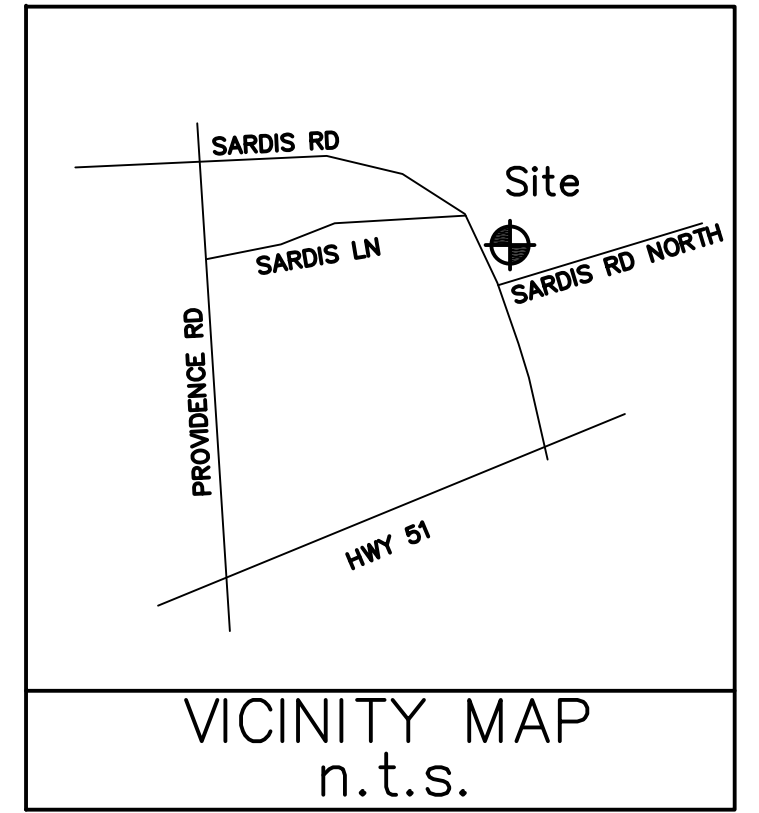 SARDIS RD
Site
SARDIS LN
SARDIS RD NORTH
PROVIDENCE RD
HWY 51
VICINITY MAP
n.t.s.